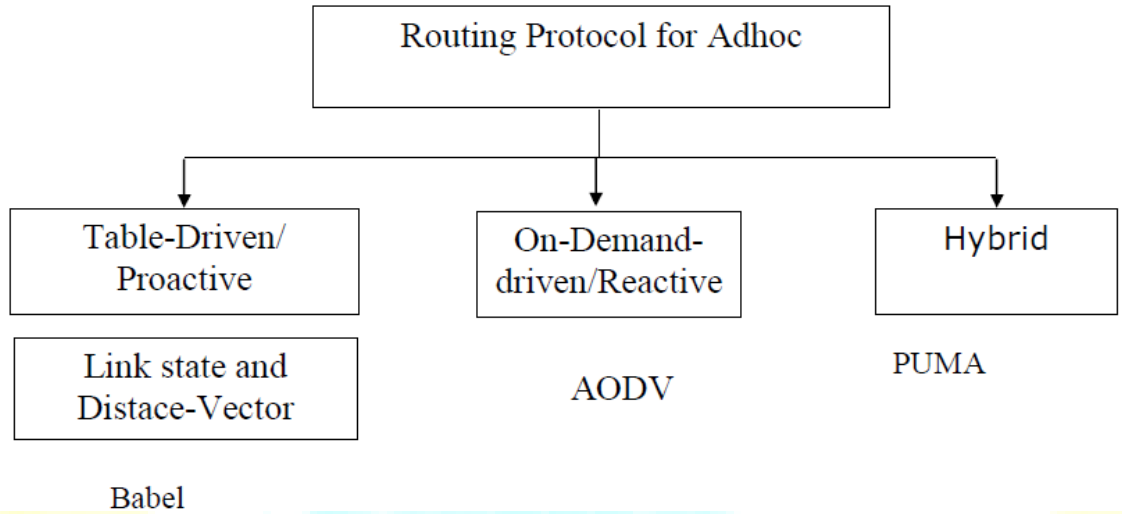 Routing Protocol for Adhoc
Table-Driven/
Proactive
On-Demand-
driven/Reactive
Hybrid
Link state and
Distace-Vector
AODV
PUMA
Babel